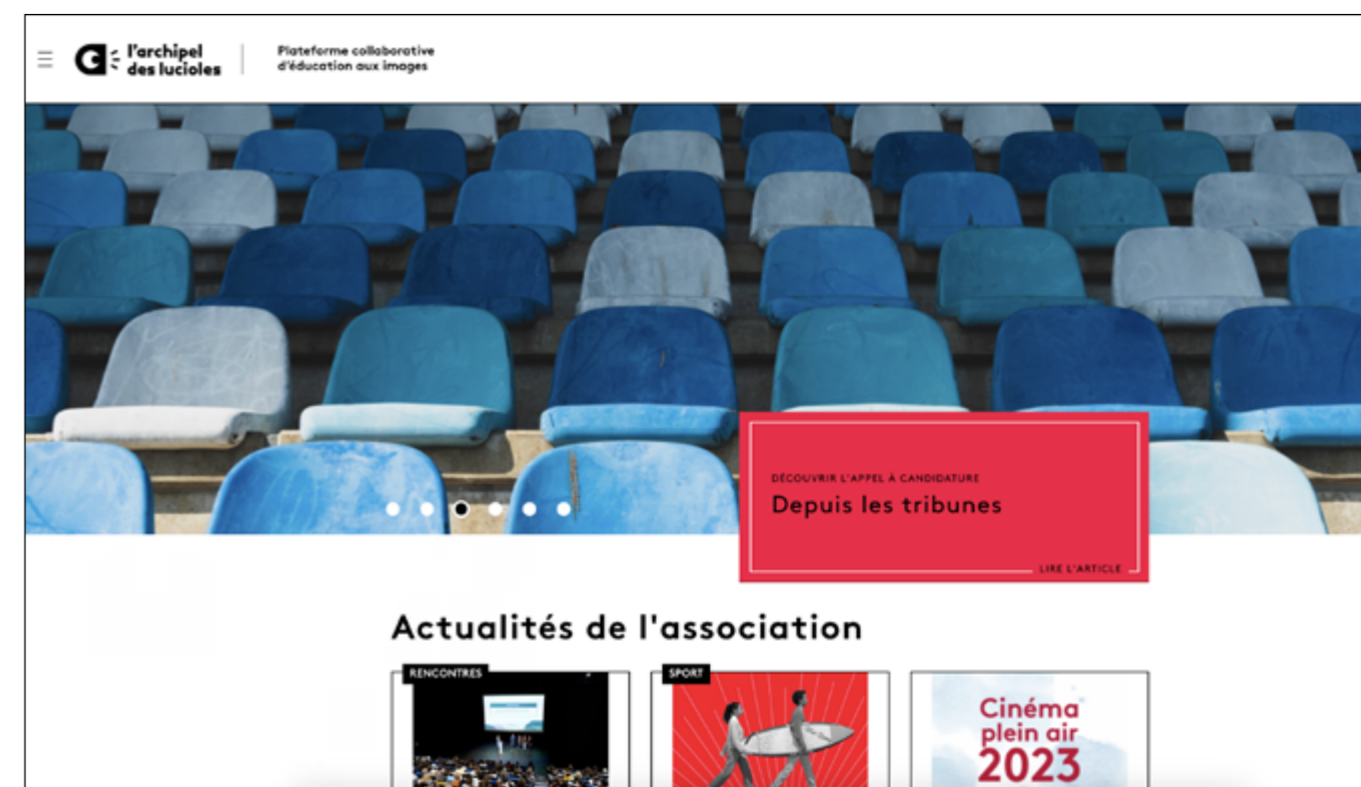 l'archipel
des lucioles
Plateforme collaborative
d'éducation aux images
DÉCOUVRIR L'APPEL À CANDIDATURE
Depuis les tribunes
LIRE L'ARTICLE
Actualités de l'association
RENCONTRES
SPORT
Cinéma
plein air
2023